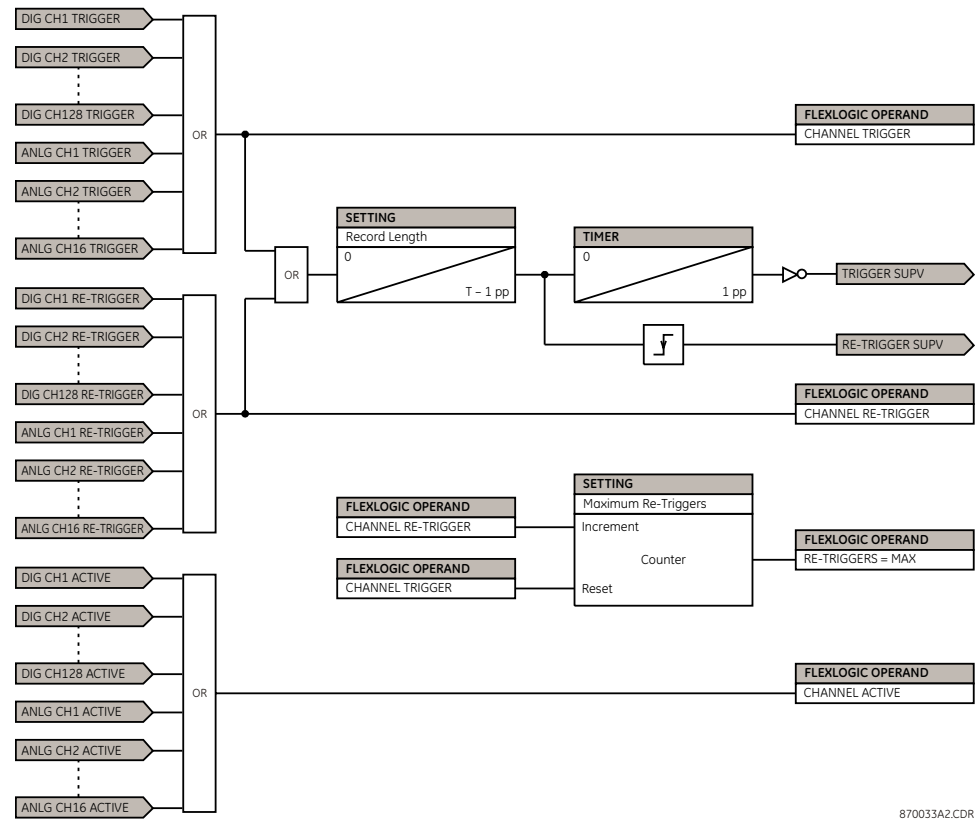 DIG CH1 TRIGGER
DIG CH2 TRIGGER
DIG CH128 TRIGGER
ANLG CH1 TRIGGER
ANLG CH2 TRIGGER
ANLG CH16 TRIGGER
OR
FLEXLOGIC OPERAND
CHANNEL TRIGGER
OR
SETTING
Record Length
0
T – 1 pp
TIMER
0
1 pp
TRIGGER SUPV
RE-TRIGGER SUPV
DIG CH1 RE-TRIGGER
DIG CH2 RE-TRIGGER
DIG CH128 RE-TRIGGER
ANLG CH1 RE-TRIGGER
ANLG CH2 RE-TRIGGER
ANLG CH16 RE-TRIGGER
OR
FLEXLOGIC OPERAND
CHANNEL RE-TRIGGER
FLEXLOGIC OPERAND
CHANNEL RE-TRIGGER
FLEXLOGIC OPERAND
CHANNEL TRIGGER
SETTING
Maximum Re-Triggers
Increment
Counter
Reset
FLEXLOGIC OPERAND
RE-TRIGGERS = MAX
DIG CH1 ACTIVE
DIG CH2 ACTIVE
DIG CH128 ACTIVE
ANLG CH1 ACTIVE
ANLG CH2 ACTIVE
ANLG CH16 ACTIVE
OR
FLEXLOGIC OPERAND
CHANNEL ACTIVE
870033A2.CDR